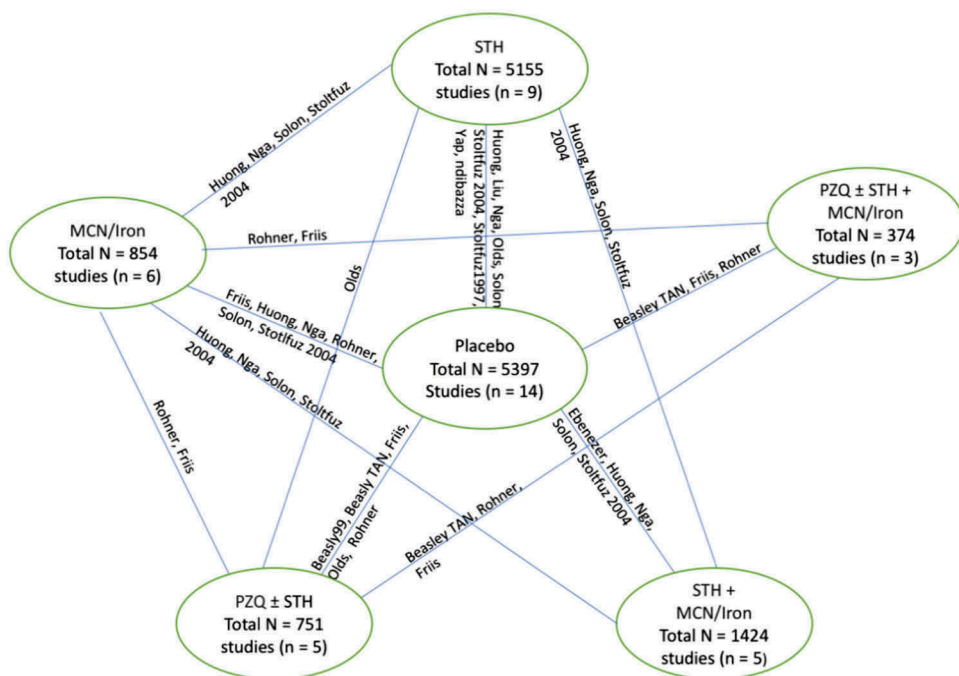 STH
Total N = 5155
studies (n = 9)
Huong, Nga, Solon, Stoltfuz
2004
Huong, Liu, Nga, Olds, Solon
Stoltfuz 2004, Stoltfuz1997,
Yap, ndibazza
Huong, Nga, Solon, Stoltfuz
2004
PZQ ± STH +
MCN/Iron
Total N = 374
studies (n = 3)
MCN/Iron
Total N = 854
studies (n = 6)
Rohner, Friis
Olds
Beasley TAN, Friis, Rohner
Friis, Huong, Nga, Rohner,
Solon, Stotlfuz 2004
Placebo
Total N = 5397
Studies (n = 14)
Huong, Nga, Solon, Stoltfuz
2004
Rohner, Friis
Beasly99, Beasly TAN, Friis,
Olds, Rohner
Beasley TAN, Rohner,
Friis
Ebenezer, Huong, Nga,
Solon, Stoltfuz 2004
PZQ ± STH
Total N = 751
studies (n = 5)
STH +
MCN/Iron
Total N = 1424
studies (n = 5)